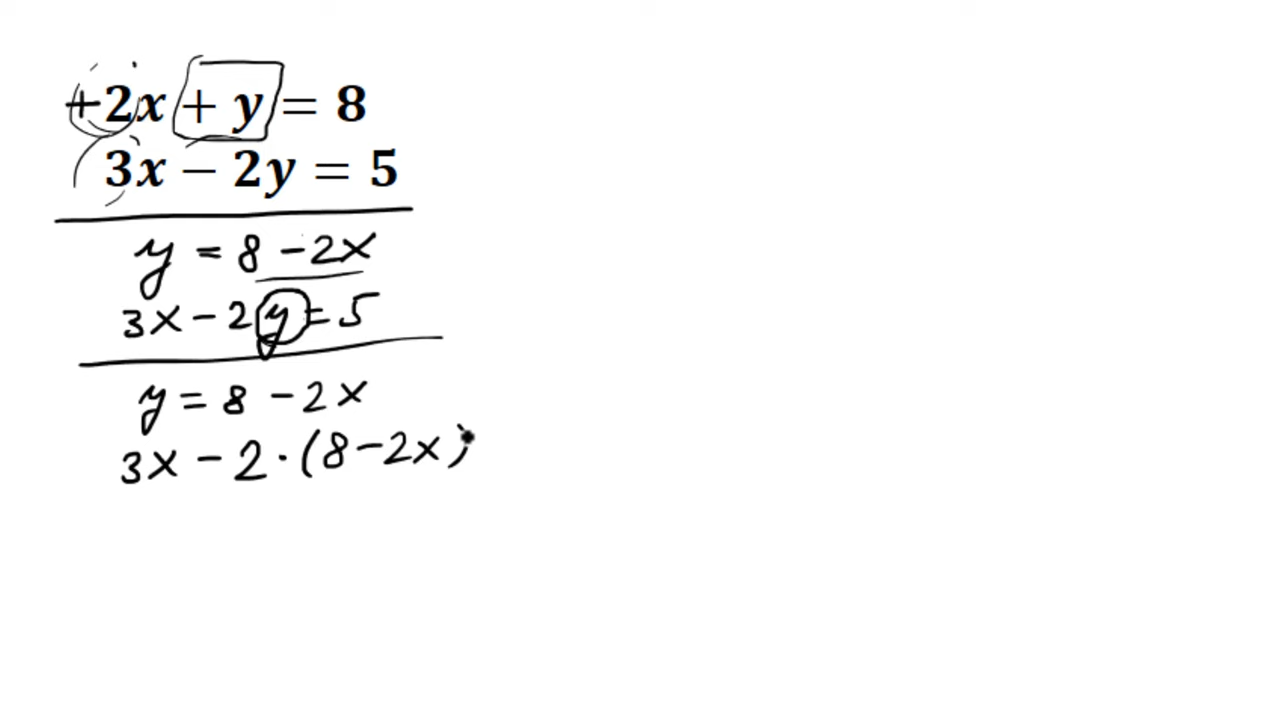 +2x + y = 8
3x − 2y = 5
y = 8 − 2x
3x − 2y = 5
y = 8 − 2x
3x − 2 · (8 − 2x)